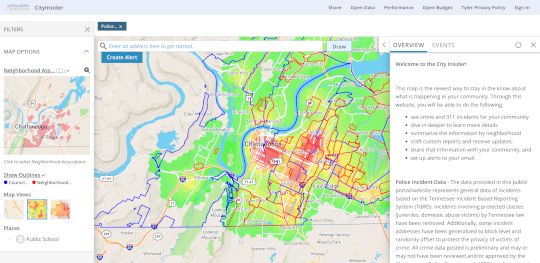 CityInsider
Share Open Data Performance Open Budget Tyler Privacy Policy Sign In
FILTERS
Police...
MAP OPTIONS
Neighborhood Ass...
Chattanooga
Click to select Neighborhood Associations
Show Outlines
Council... Neighborhood...
Map Views
Places
Public School
Enter an address here to get started...
Draw
Create Alert
Chattanooga
Lookout Mountain
East Ridge
OVERVIEW EVENTS
Welcome to the City Insider!
This map is the newest way to stay in the know about
what is happening in your community. Through this
website, you will be able to do the following:
see crime and 311 incidents for your community
dive in deeper to learn more details
summarize the information by neighborhood
craft custom reports and receive updates,
share that information with your community, and
set up alerts to your email.
Police Incident Data - The data provided in this public
portal/website represents general data of incidents
based on the Tennessee Incident Based Reporting
System (TIBRS). Incidents involving protected classes
(juveniles, domestic abuse victims) by Tennessee law
have been removed. Additionally, some incident
addresses have been generalized to block level and
randomly offset to protect the privacy of victims of
crime. All crime data posted is preliminary and may or
may not have been reviewed and/or approved by the